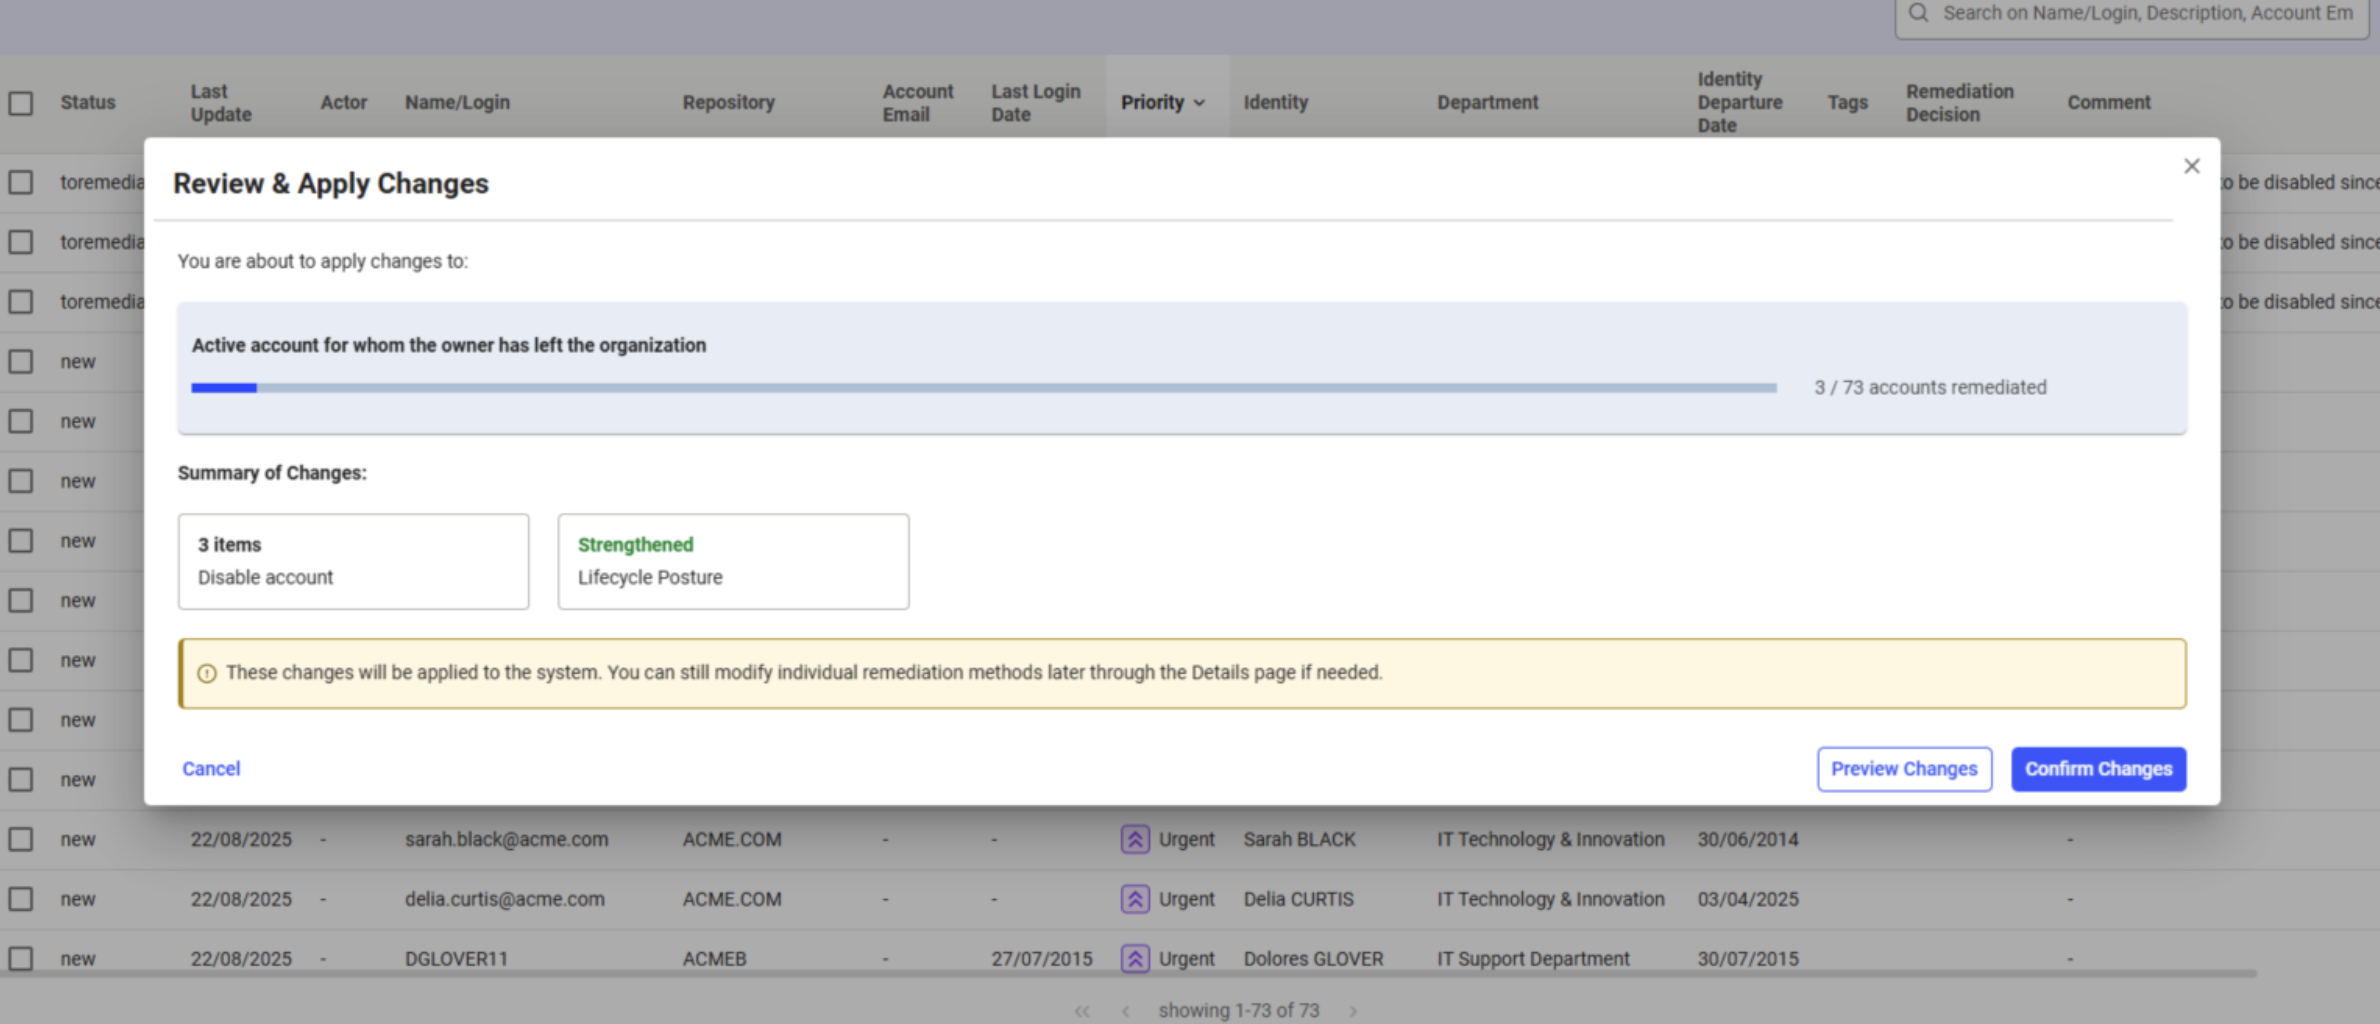 Search on Name/Login, Description, Account Em
Status Last Update Actor Name/Login Repository Account Email Last Login Date Priority Identity Department Identity Departure Date Tags Remediation Decision Comment
toremedia
o be disabled since
toremedia
o be disabled since
toremedia
o be disabled since
new
new
new
new
new
new
new
new
Review & Apply Changes
You are about to apply changes to:
Active account for whom the owner has left the organization
3 / 73 accounts remediated
Summary of Changes:
3 items
Disable account
Strengthened
Lifecycle Posture
These changes will be applied to the system. You can still modify individual remediation methods later through the Details page if needed.
Cancel
Preview Changes
Confirm Changes
new 22/08/2025 - sarah.black@acme.com ACME.COM - - Urgent Sarah BLACK IT Technology & Innovation 30/06/2014 -
new 22/08/2025 - delia.curtis@acme.com ACME.COM - - Urgent Delia CURTIS IT Technology & Innovation 03/04/2025 -
new 22/08/2025 - DGLOVER11 ACMEB - 27/07/2015 Urgent Dolores GLOVER IT Support Department 30/07/2015 -
showing 1-73 of 73